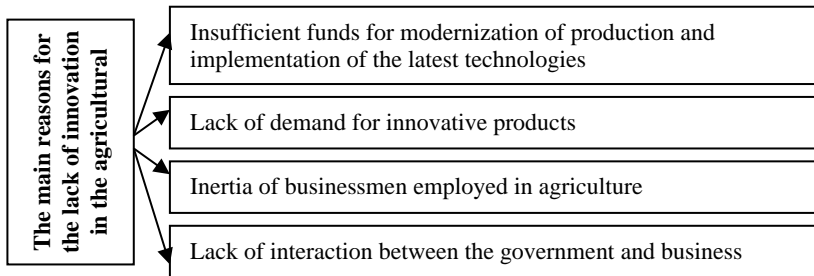 The main reasons for
the lack of innovation
in the agricultural
Insufficient funds for modernization of production and
implementation of the latest technologies
Lack of demand for innovative products
Inertia of businessmen employed in agriculture
Lack of interaction between the government and business